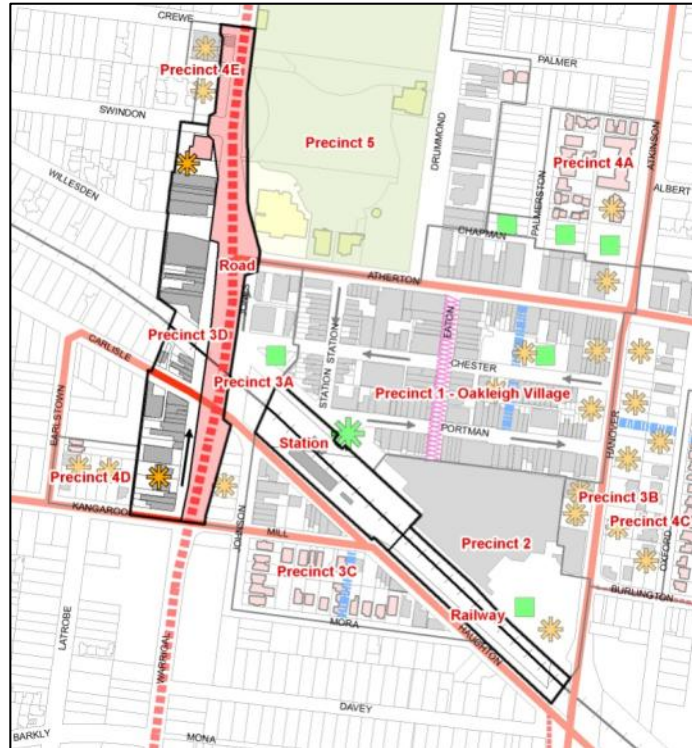 CREWE
Precinct 4E
PALMER
SWINDON
DRUMMOND
Precinct 5
ATKINSON
Precinct 4A
WILLESDEN
PALMERSTON
ALBERT
CHAPMAN
Road
ATHERTON
EATON
STATION
STATION
Precinct 3D
CARLISLE
CHESTER
Precinct 3A
Precinct 1 - Oakleigh Village
EARLSTOWN
PORTMAN
HANOVER
Station
Precinct 4D
Precinct 3B
Precinct 4C
OXFORD
KANGAROO
JOHNSON
MILL
Precinct 2
Precinct 3C
BURLINGTON
Railway
MORA
HAUGHTON
LATROBE
WARRIGAL
DAVEY
MONA
BARKLY